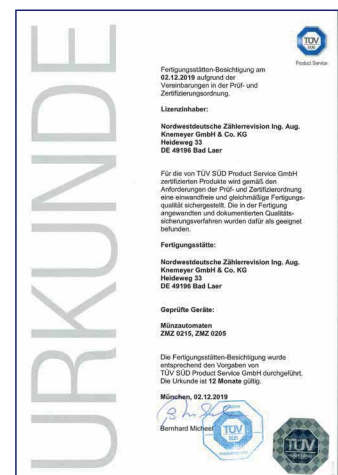 URKUNDE
TÜV
SÜD
Product Service
Fertigungsstätten-Besichtigung am
02.12.2019 aufgrund der
Vereinbarungen in der Prüf- und
Zertifizierungsordnung.
Lizenzinhaber:
Nordwestdeutsche Zählerrevision Ing. Aug.
Knemeyer GmbH & Co. KG
Heideweg 33
DE 49196 Bad Laer
Für die von TÜV SÜD Product Service GmbH
zertifizierten Produkte wird gemäß den
Anforderungen der Prüf- und Zertifizierordnung
eine einwandfreie und gleichmäßige Fertigungs-
qualität sichergestellt. Die in der Fertigung
angewandten und dokumentierten Qualitäts-
sicherungsverfahren wurden dafür als geeignet
befunden.
Fertigungsstätte:
Nordwestdeutsche Zählerrevision Ing. Aug.
Knemeyer GmbH & Co. KG
Heideweg 33
DE 49196 Bad Laer
Geprüfte Geräte:
Münzautomaten
ZMZ 0215, ZMZ 0205
Die Fertigungsstätten-Besichtigung wurde
entsprechend den Vorgaben von
TÜV SÜD Product Service GmbH durchgeführt.
Die Urkunde ist 12 Monate gültig.
München, 02.12.2019
Bernhard Micheel
TÜV
SÜD
TÜV